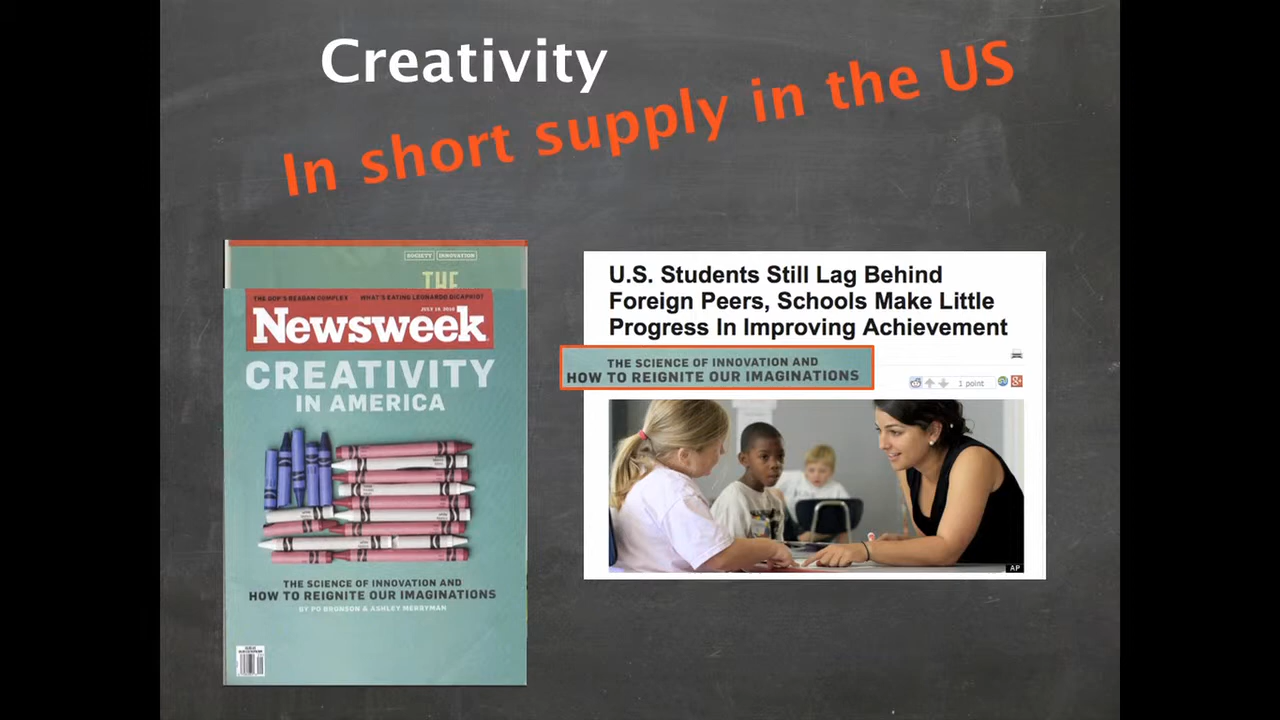 Creativity
In short supply in the US
SOCIETY INNOVATION
THE
THE GOP'S REAGAN COMPLEX WHAT'S EATING LEONARDO DICAPRIO?
JULY 19, 2010
Newsweek
CREATIVITY
IN AMERICA
THE SCIENCE OF INNOVATION AND
HOW TO REIGNITE OUR IMAGINATIONS
BY PO BRONSON & ASHLEY MERRYMAN
U.S. Students Still Lag Behind
Foreign Peers, Schools Make Little
Progress In Improving Achievement
THE SCIENCE OF INNOVATION AND
HOW TO REIGNITE OUR IMAGINATIONS
1 point
AP